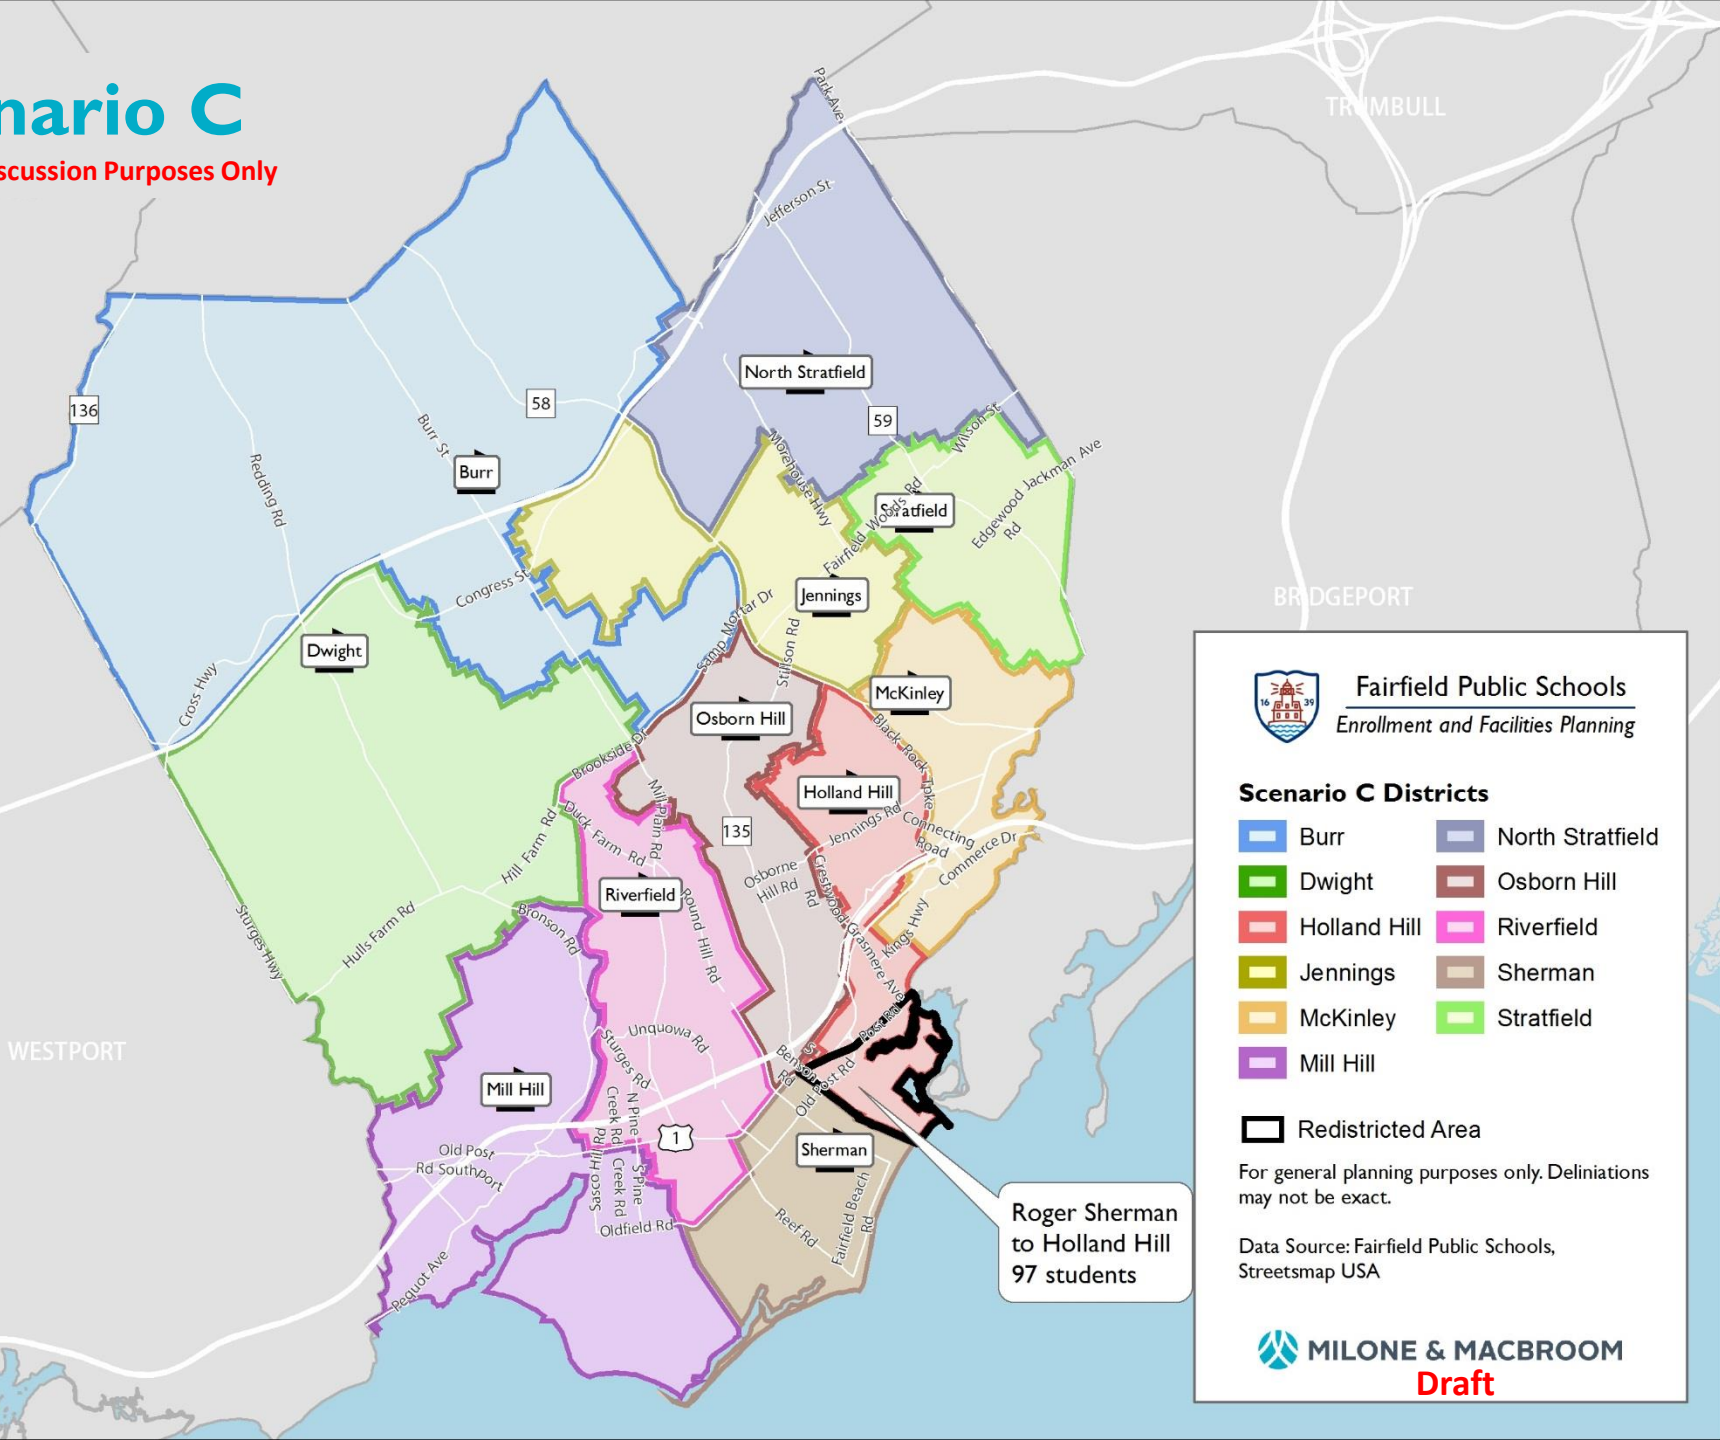 nario C
scussion Purposes Only
TRUMBULL
BRIDGEPORT
WESTPORT
Park Ave
Jefferson St
North Stratfield
59
58
136
Burr St
Burr
Redding Rd
Morehouse Hwy
Wilson St
Stratfield
Fairfield Woods Rd
Edgewood Rd
Jackman Ave
Congress St
Jennings
Samp Mortar Dr
Stillson Rd
Dwight
Cross Hwy
McKinley
Osborn Hill
Black Rock Tpke
Brookside Dr
Holland Hill
Mill Plain Rd
Duck Farm Rd
135
Jennings Rd
Connecting Road
Commerce Dr
Hill Farm Rd
Osborne Hill Rd
Crestwood Rd
Riverfield
Round Hill Rd
Grasmere Ave
Kings Hwy
Bronson Rd
Hulls Farm Rd
Sturges Hwy
Unquowa Rd
Sturges Rd
Post Rd
S Benson Rd
Old Post Rd
Mill Hill
N Pine Creek Rd
1
Sherman
Old Post Rd
Southport
Sasco Hill Rd
S Pine Creek Rd
Oldfield Rd
Reef Rd
Fairfield Beach Rd
Pequot Ave
Roger Sherman
to Holland Hill
97 students
16 39
Fairfield Public Schools
Enrollment and Facilities Planning
Scenario C Districts
Burr
North Stratfield
Dwight
Osborn Hill
Holland Hill
Riverfield
Jennings
Sherman
McKinley
Stratfield
Mill Hill
Redistricted Area
For general planning purposes only. Deliniations
may not be exact.
Data Source: Fairfield Public Schools,
Streetsmap USA
MILONE & MACBROOM
Draft